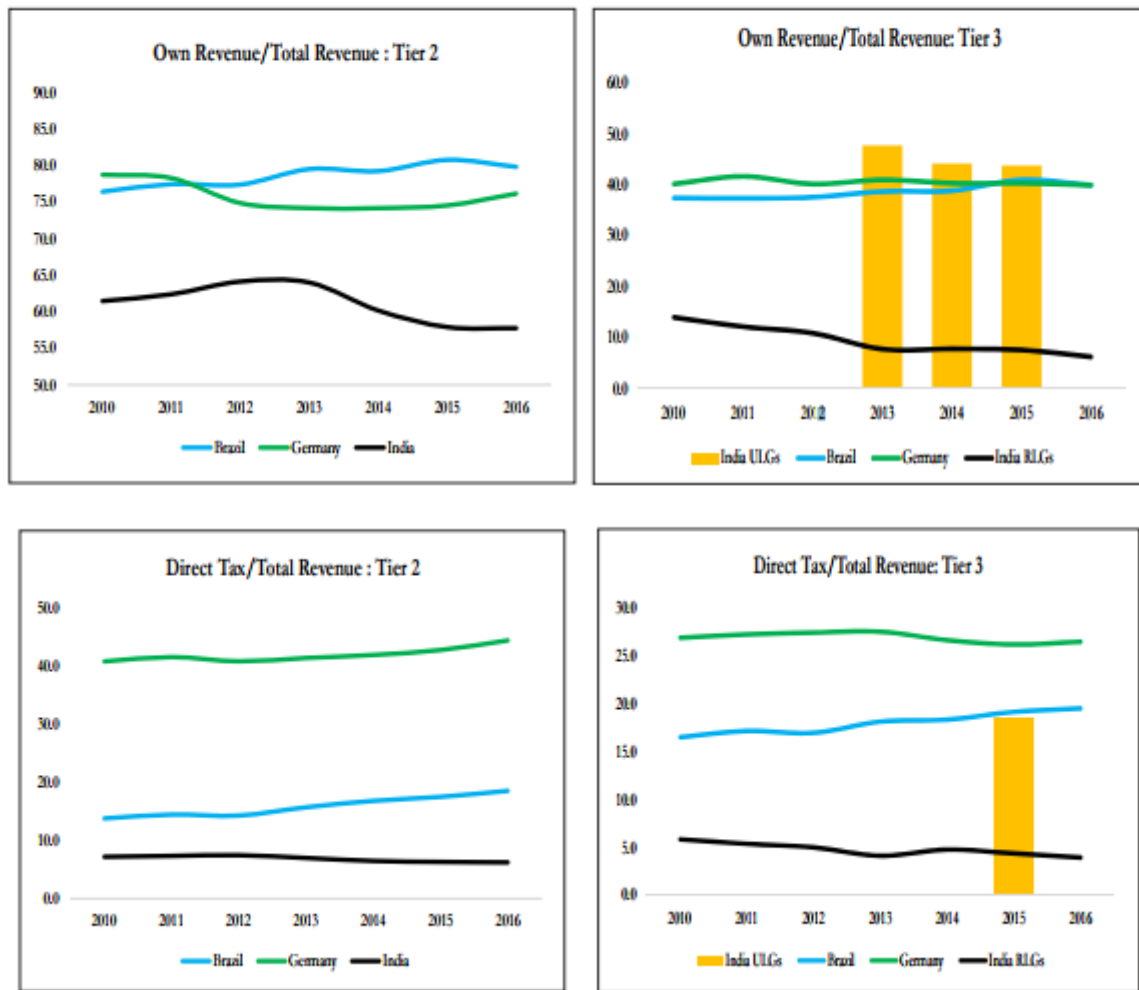 Own Revenue/Total Revenue : Tier 2
90.0
85.0
80.0
75.0
70.0
65.0
60.0
55.0
50.0
2010 2011 2012 2013 2014 2015 2016
Brazil Germany India
Own Revenue/Total Revenue: Tier 3
60.0
50.0
40.0
30.0
20.0
10.0
0.0
2010 2011 2012 2013 2014 2015 2016
India ULGs Brazil Germany India RLGs
Direct Tax/Total Revenue : Tier 2
50.0
40.0
30.0
20.0
10.0
0.0
2010 2011 2012 2013 2014 2015 2016
Brazil Germany India
Direct Tax/Total Revenue: Tier 3
30.0
25.0
20.0
15.0
10.0
5.0
0.0
2010 2011 2012 2013 2014 2015 2016
India ULGs Brazil Germany India RLGs